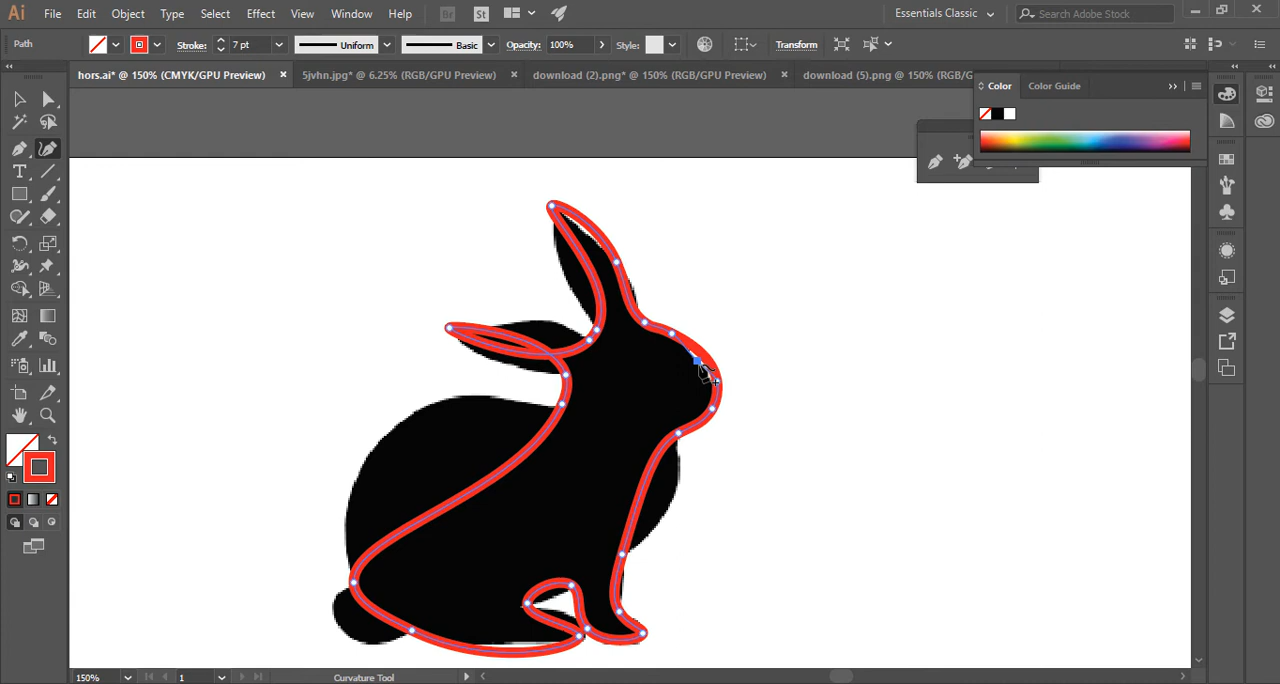 Ai File Edit Object Type Select Effect View Window Help Br St Essentials Classic Search Adobe Stock
Path Stroke: 7 pt Uniform Basic Opacity: 100% Style: Transform
hors.ai* @ 150% (CMYK/GPU Preview) × 5jvhn.jpg* @ 6.25% (RGB/GPU Preview) × download (2).png* @ 150% (RGB/GPU Preview) × download (5).png @ 150% (RGB/G
Color Color Guide
T
150% 1 Curvature Tool